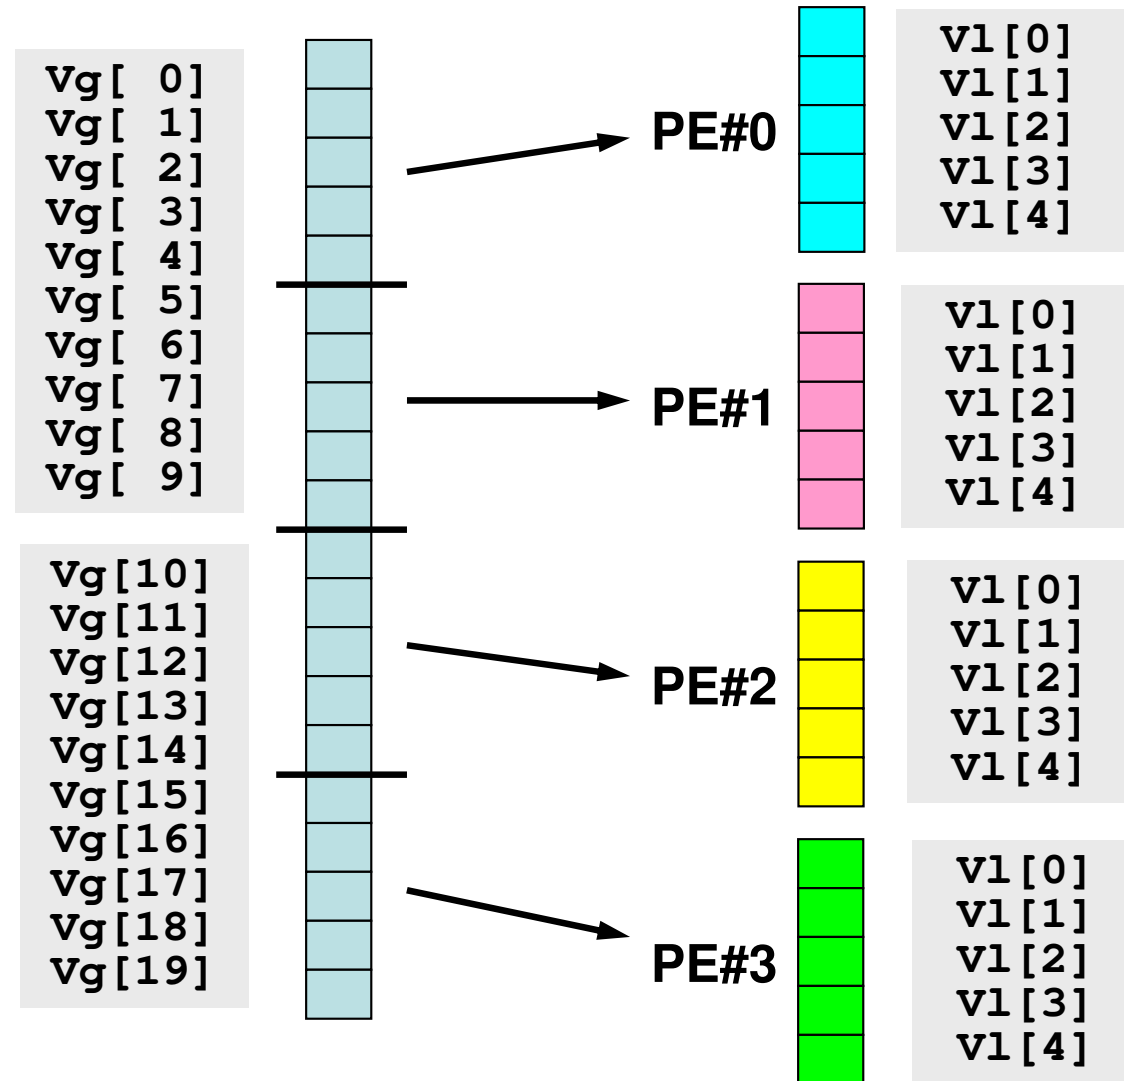 Vg[ 0]
Vg[ 1]
Vg[ 2]
Vg[ 3]
Vg[ 4]
Vg[ 5]
Vg[ 6]
Vg[ 7]
Vg[ 8]
Vg[ 9]
Vg[10]
Vg[11]
Vg[12]
Vg[13]
Vg[14]
Vg[15]
Vg[16]
Vg[17]
Vg[18]
Vg[19]
PE#0
Vl[0]
Vl[1]
Vl[2]
Vl[3]
Vl[4]
PE#1
Vl[0]
Vl[1]
Vl[2]
Vl[3]
Vl[4]
PE#2
Vl[0]
Vl[1]
Vl[2]
Vl[3]
Vl[4]
PE#3
Vl[0]
Vl[1]
Vl[2]
Vl[3]
Vl[4]